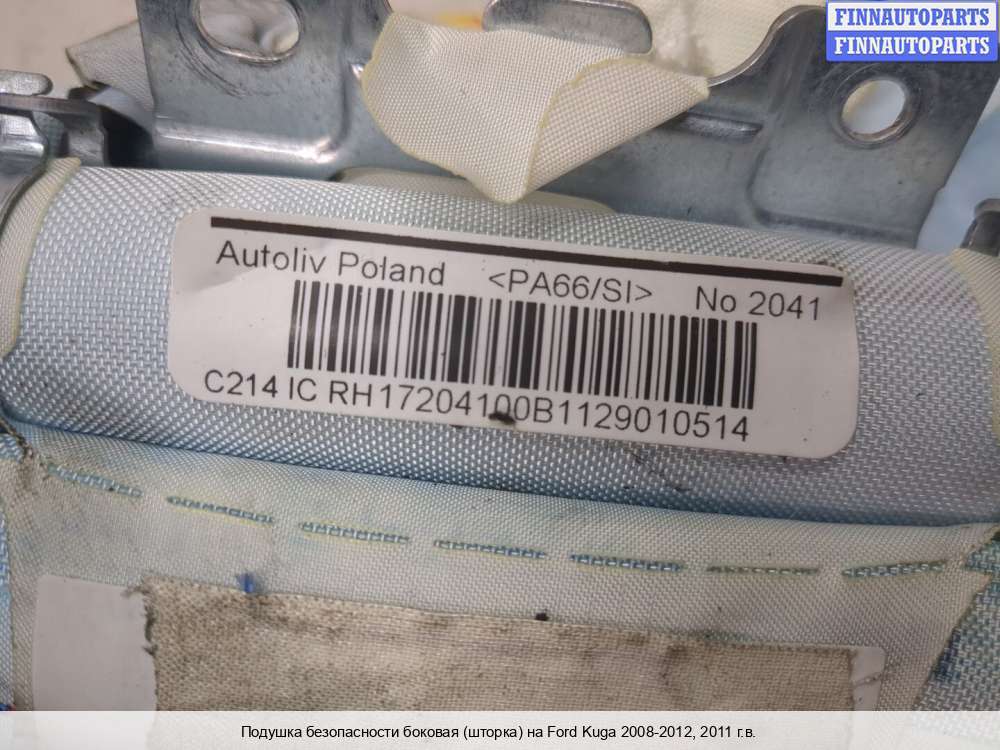 FINNAUTOPARTS
FINNAUTOPARTS
Autoliv Poland <PA66/SI> No 2041
C214 IC RH17204100B1129010514
Подушка безопасности боковая (шторка) на Ford Kuga 2008-2012, 2011 г.в.